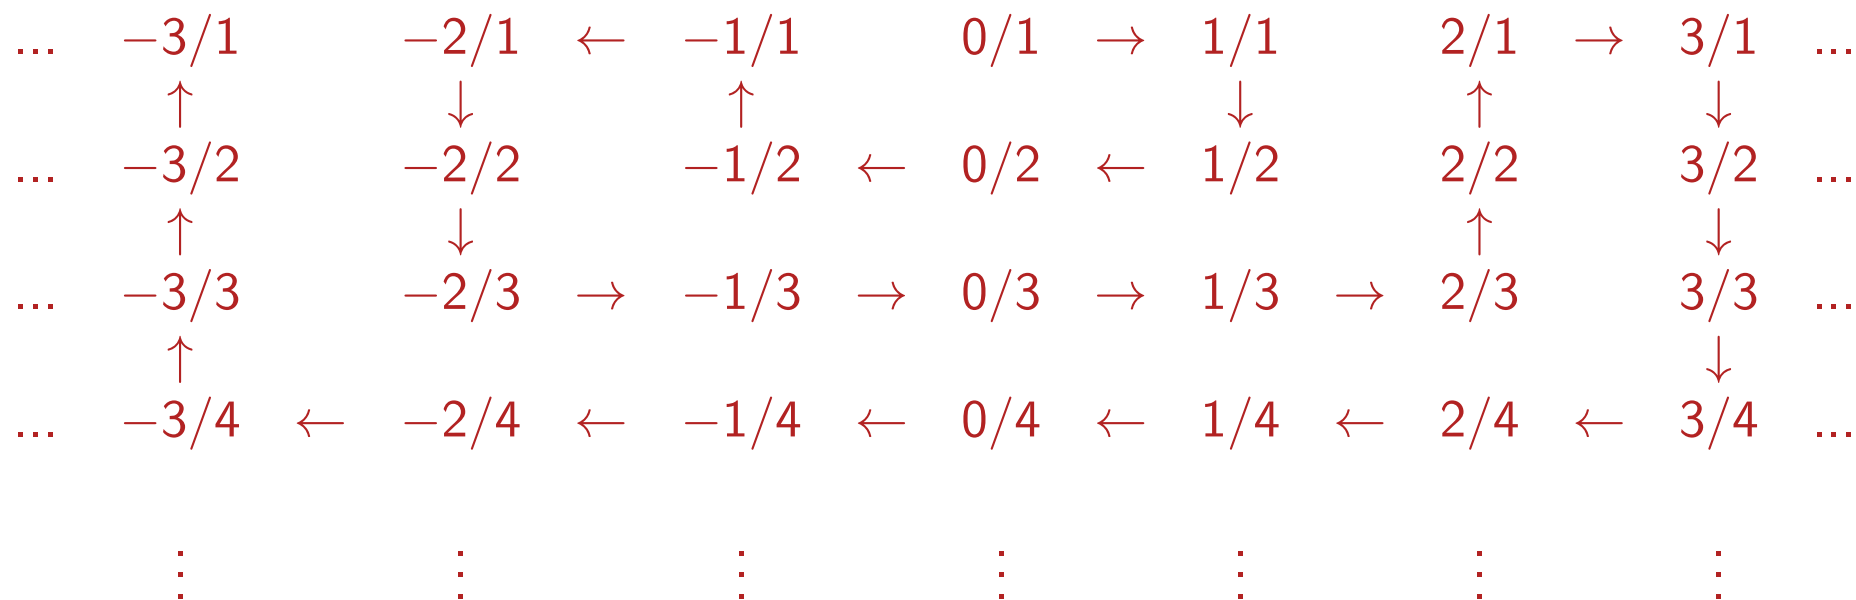 ... −3/1 −2/1 ← −1/1 0/1 → 1/1 2/1 → 3/1 ...
↑ ↓ ↑ ↓ ↑ ↓
... −3/2 −2/2 −1/2 ← 0/2 ← 1/2 2/2 3/2 ...
↑ ↓ ↑ ↓
... −3/3 −2/3 → −1/3 → 0/3 → 1/3 → 2/3 3/3 ...
↑ ↓
... −3/4 ← −2/4 ← −1/4 ← 0/4 ← 1/4 ← 2/4 ← 3/4 ...
⋮ ⋮ ⋮ ⋮ ⋮ ⋮ ⋮